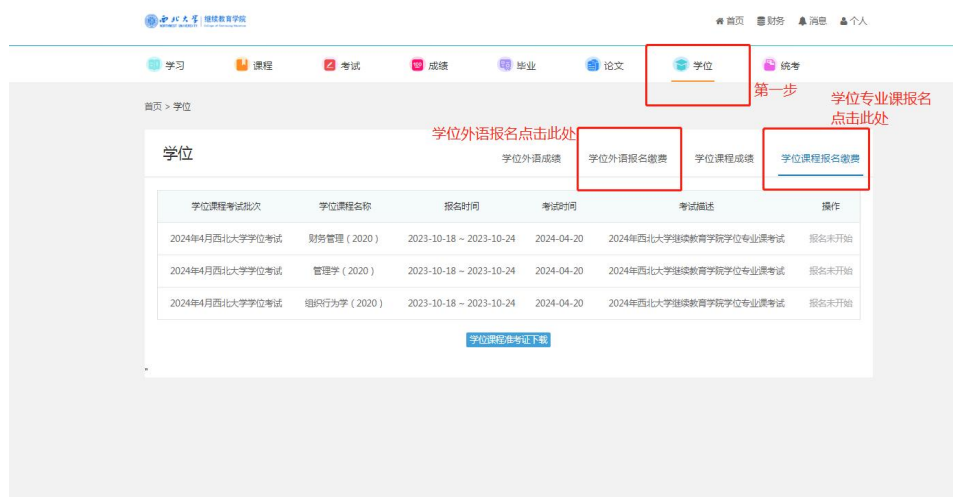 西北大学 继续教育学院
首页 财务 消息 个人
学习 课程 考试 成绩 毕业 论文 学位 统考
第一步
首页 > 学位
学位专业课报名
点击此处
学位外语报名点击此处
学位
学位外语成绩 学位外语报名缴费 学位课程成绩 学位课程报名缴费
学位课程考试批次 学位课程名称 报名时间 考试时间 考试描述 操作
2024年4月西北大学学位考试 财务管理（2020） 2023-10-18 ~ 2023-10-24 2024-04-20 2024年西北大学继续教育学院学位专业课考试 报名未开始
2024年4月西北大学学位考试 管理学（2020） 2023-10-18 ~ 2023-10-24 2024-04-20 2024年西北大学继续教育学院学位专业课考试 报名未开始
2024年4月西北大学学位考试 组织行为学（2020） 2023-10-18 ~ 2023-10-24 2024-04-20 2024年西北大学继续教育学院学位专业课考试 报名未开始
学位课程准考证下载